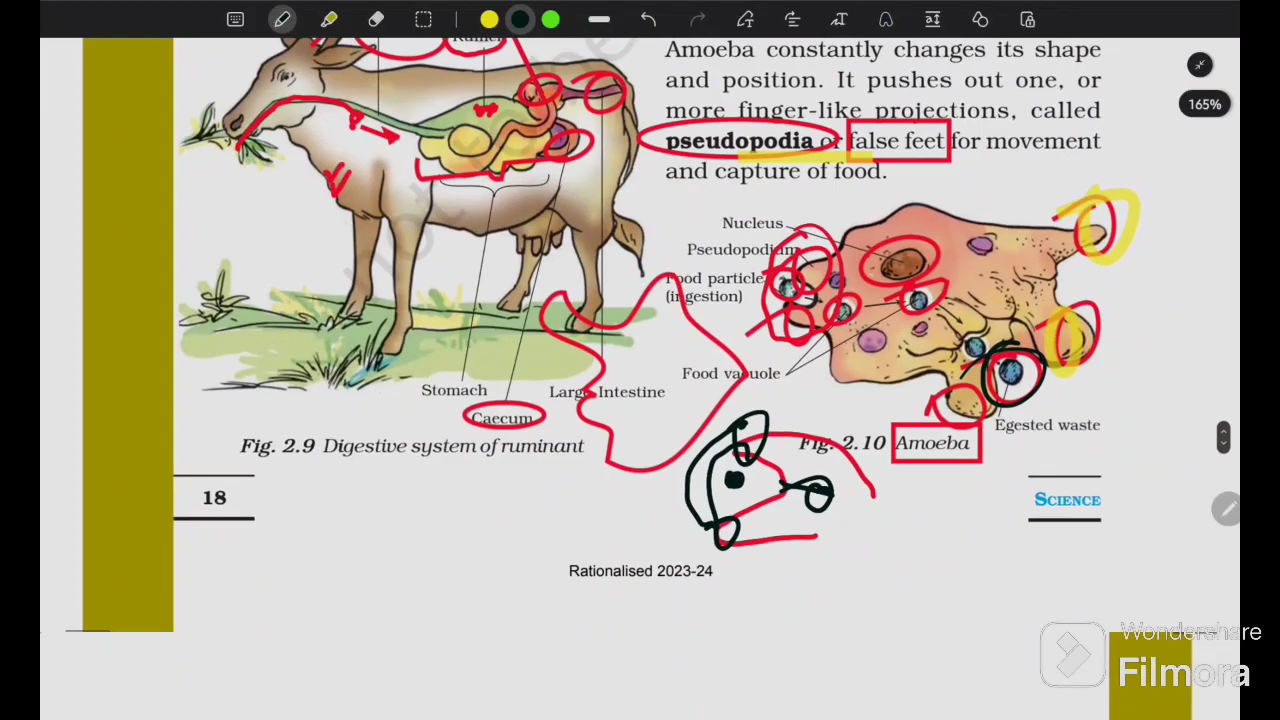 165%
Rumen
Amoeba constantly changes its shape
and position. It pushes out one, or
more finger-like projections, called
pseudopodia or false feet for movement
and capture of food.
Nucleus
Pseudopodium
Food particle
(ingestion)
Food vacuole
Egested waste
Stomach
Large Intestine
Caecum
Fig. 2.9 Digestive system of ruminant
Fig. 2.10 Amoeba
18
SCIENCE
Rationalised 2023-24
Wondershare
Filmora